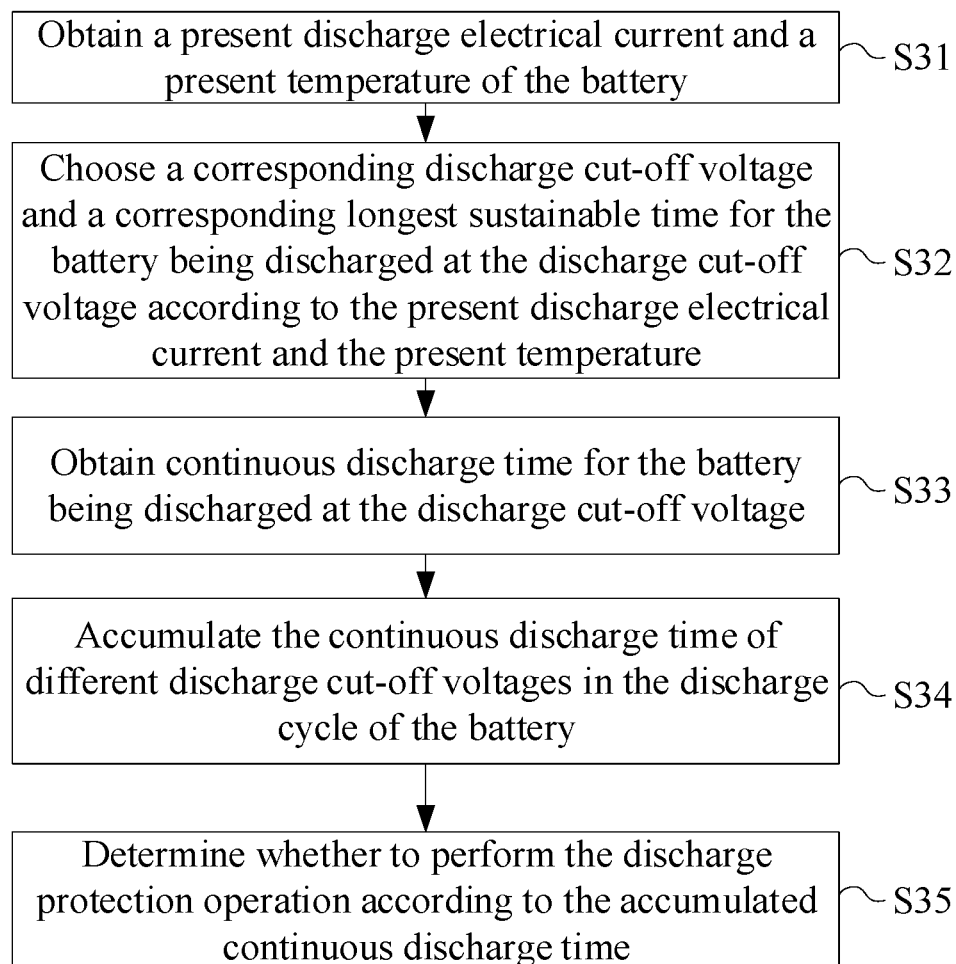 Obtain a present discharge electrical current and a
present temperature of the battery
S31
Choose a corresponding discharge cut-off voltage
and a corresponding longest sustainable time for the
battery being discharged at the discharge cut-off
voltage according to the present discharge electrical
current and the present temperature
S32
Obtain continuous discharge time for the battery
being discharged at the discharge cut-off voltage
S33
Accumulate the continuous discharge time of
different discharge cut-off voltages in the discharge
cycle of the battery
S34
Determine whether to perform the discharge
protection operation according to the accumulated
continuous discharge time
S35